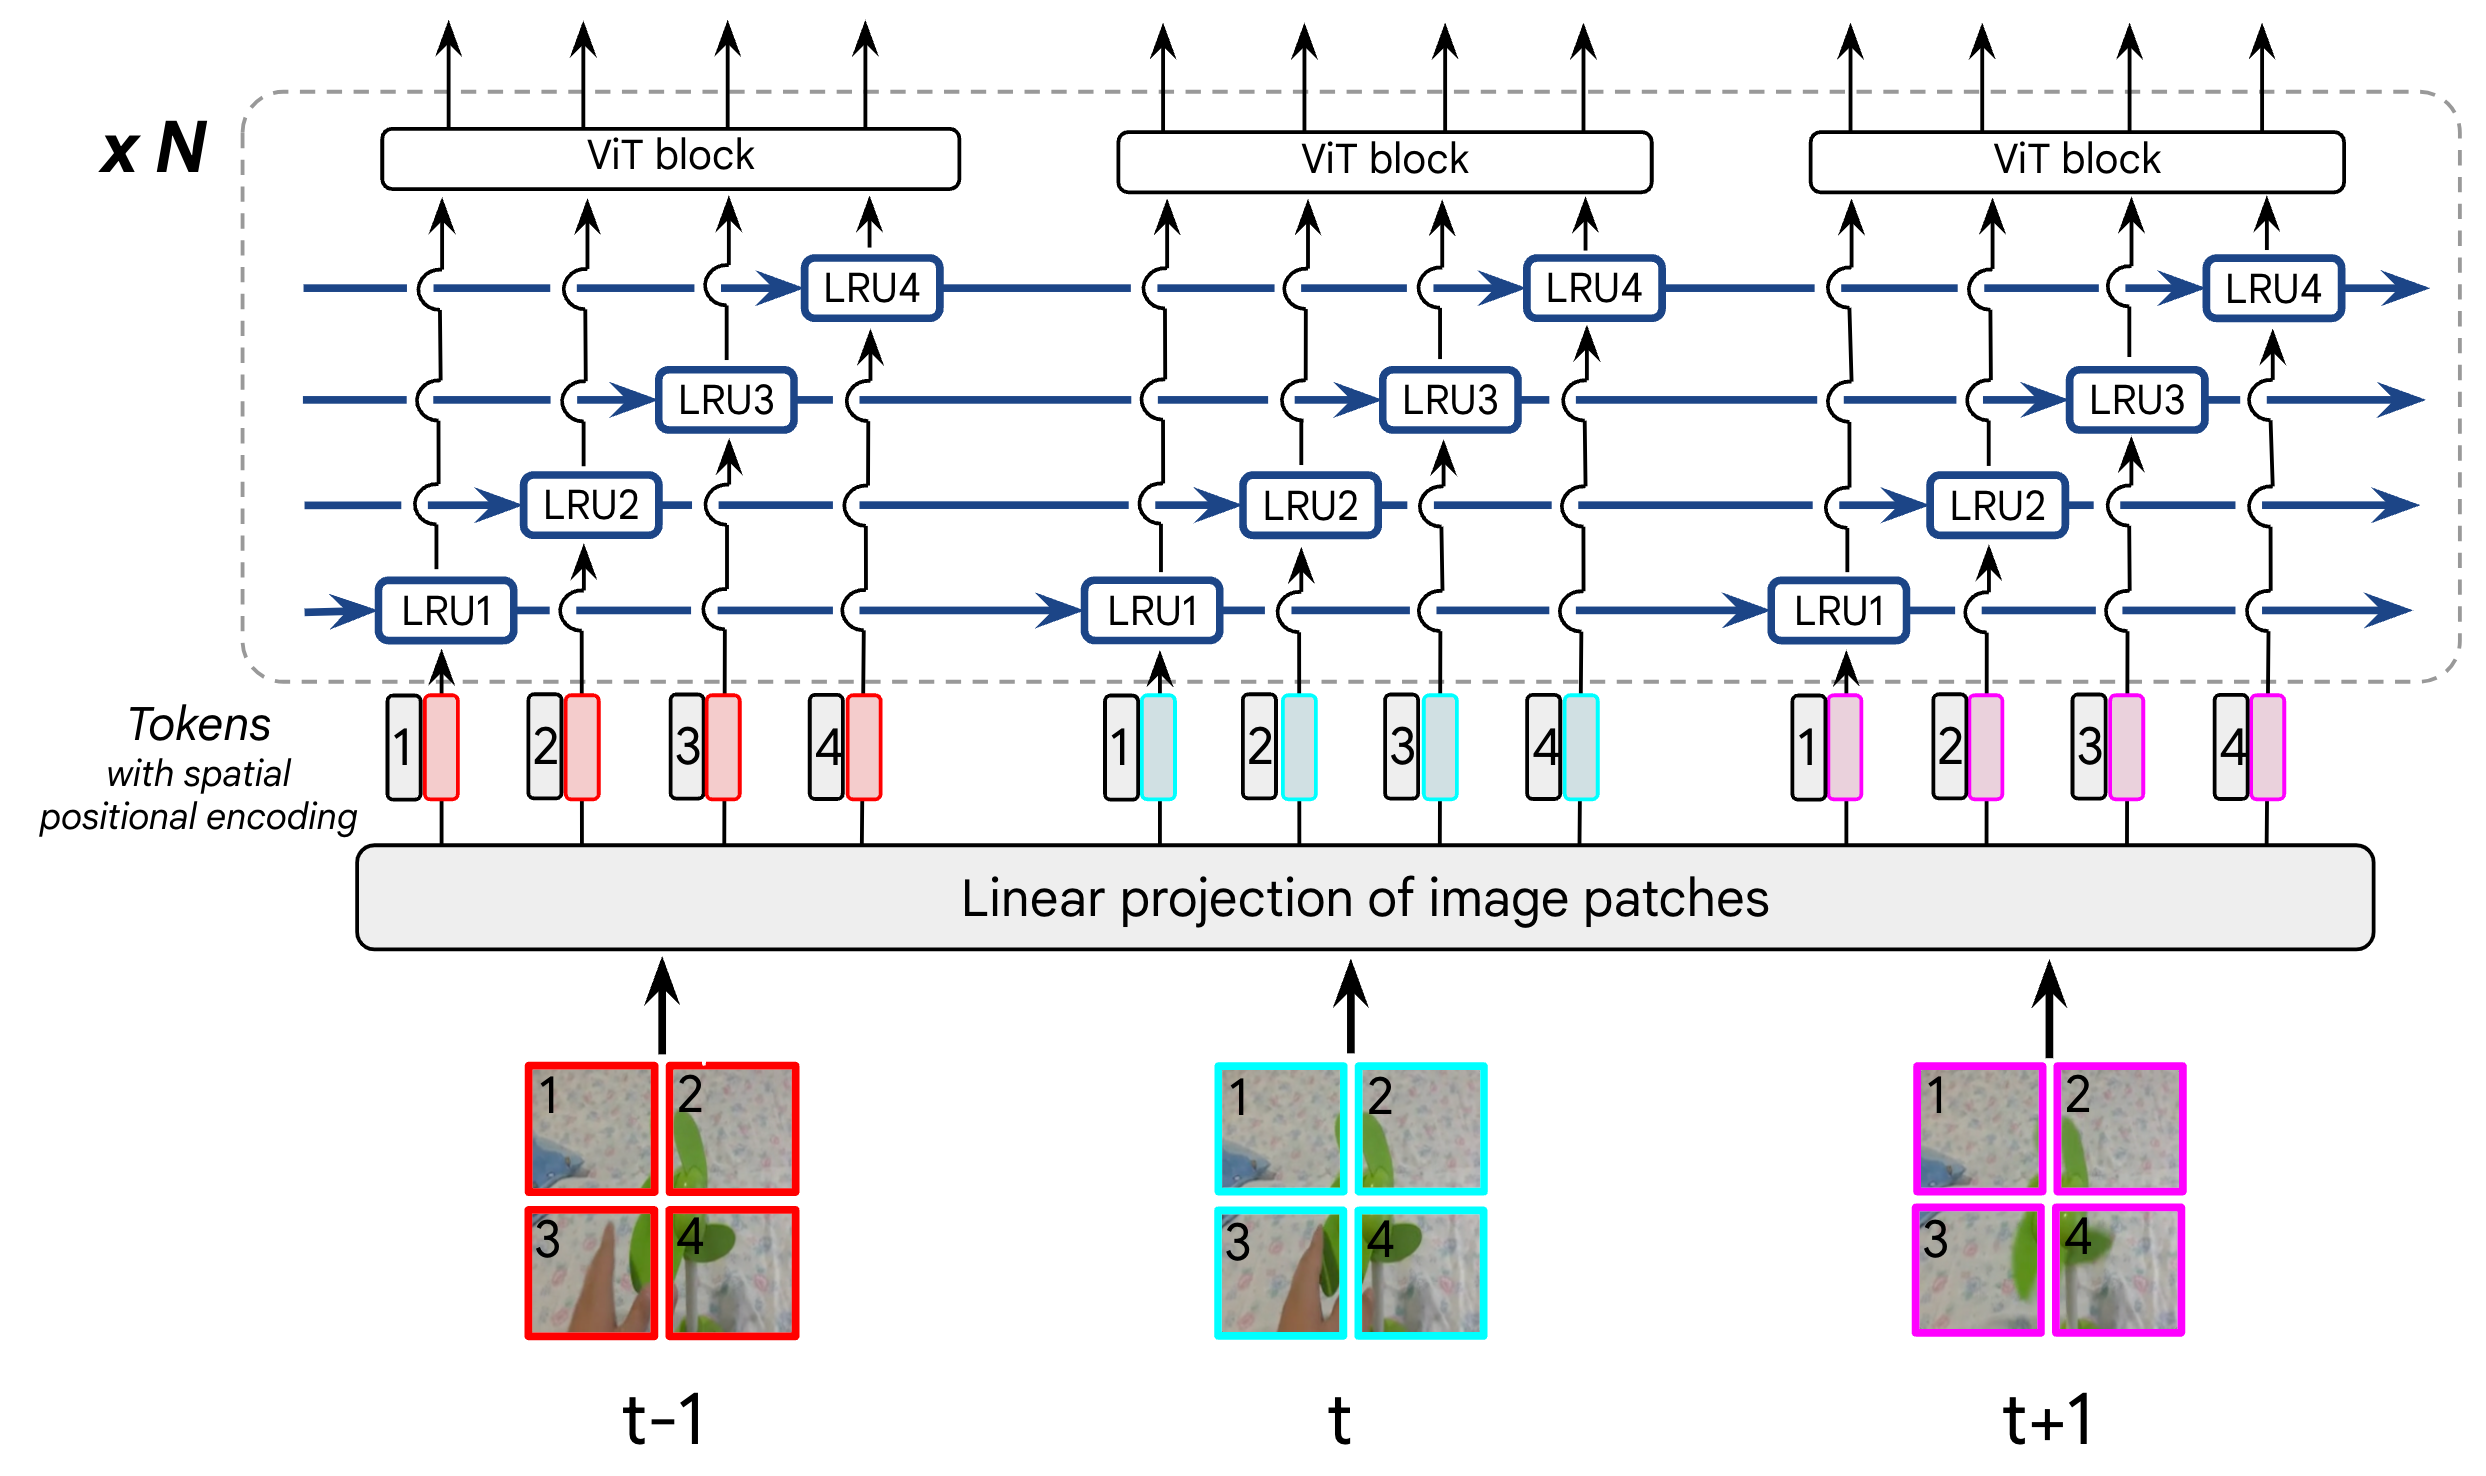 x N
ViT block
ViT block
ViT block
LRU4
LRU4
LRU4
LRU3
LRU3
LRU3
LRU2
LRU2
LRU2
LRU1
LRU1
LRU1
Tokens
with spatial
positional encoding
1 2 3 4 1 2 3 4 1 2 3 4
Linear projection of image patches
1 2 1 2 1 2
3 4 3 4 3 4
t-1 t t+1